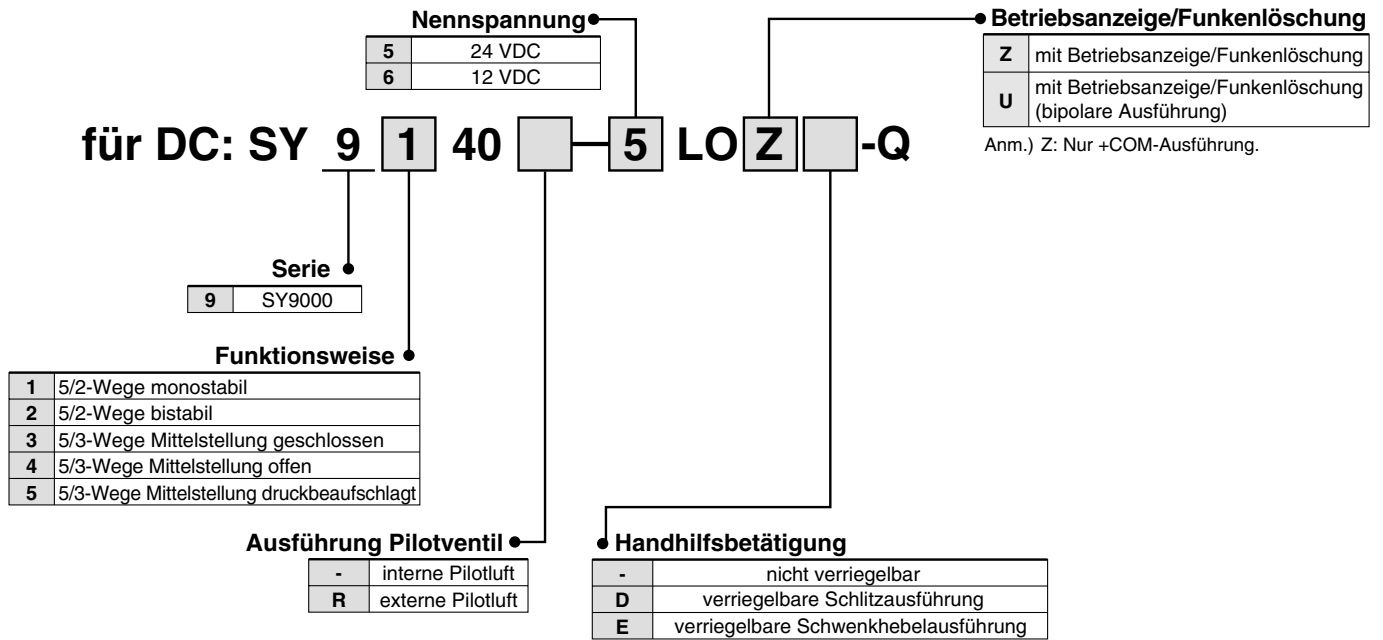 Nennspannung
5 24 VDC
6 12 VDC
Betriebsanzeige/Funkenlöschung
Z mit Betriebsanzeige/Funkenlöschung
U mit Betriebsanzeige/Funkenlöschung
(bipolare Ausführung)
Anm.) Z: Nur +COM-Ausführung.
für DC: SY 9 1 40 — 5 LO Z -Q
Serie
9 SY9000
Funktionsweise
1 5/2-Wege monostabil
2 5/2-Wege bistabil
3 5/3-Wege Mittelstellung geschlossen
4 5/3-Wege Mittelstellung offen
5 5/3-Wege Mittelstellung druckbeaufschlagt
Ausführung Pilotventil
- interne Pilotluft
R externe Pilotluft
Handhilfsbetätigung
- nicht verriegelbar
D verriegelbare Schlitzausführung
E verriegelbare Schwenkhebelausführung